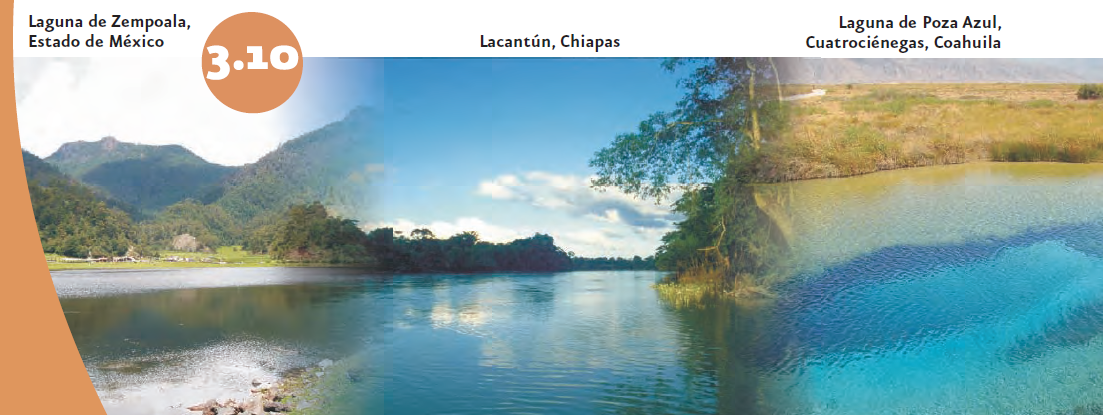 Laguna de Zempoala,
Estado de México
3.10
Lacantún, Chiapas
Laguna de Poza Azul,
Cuatrociénegas, Coahuila